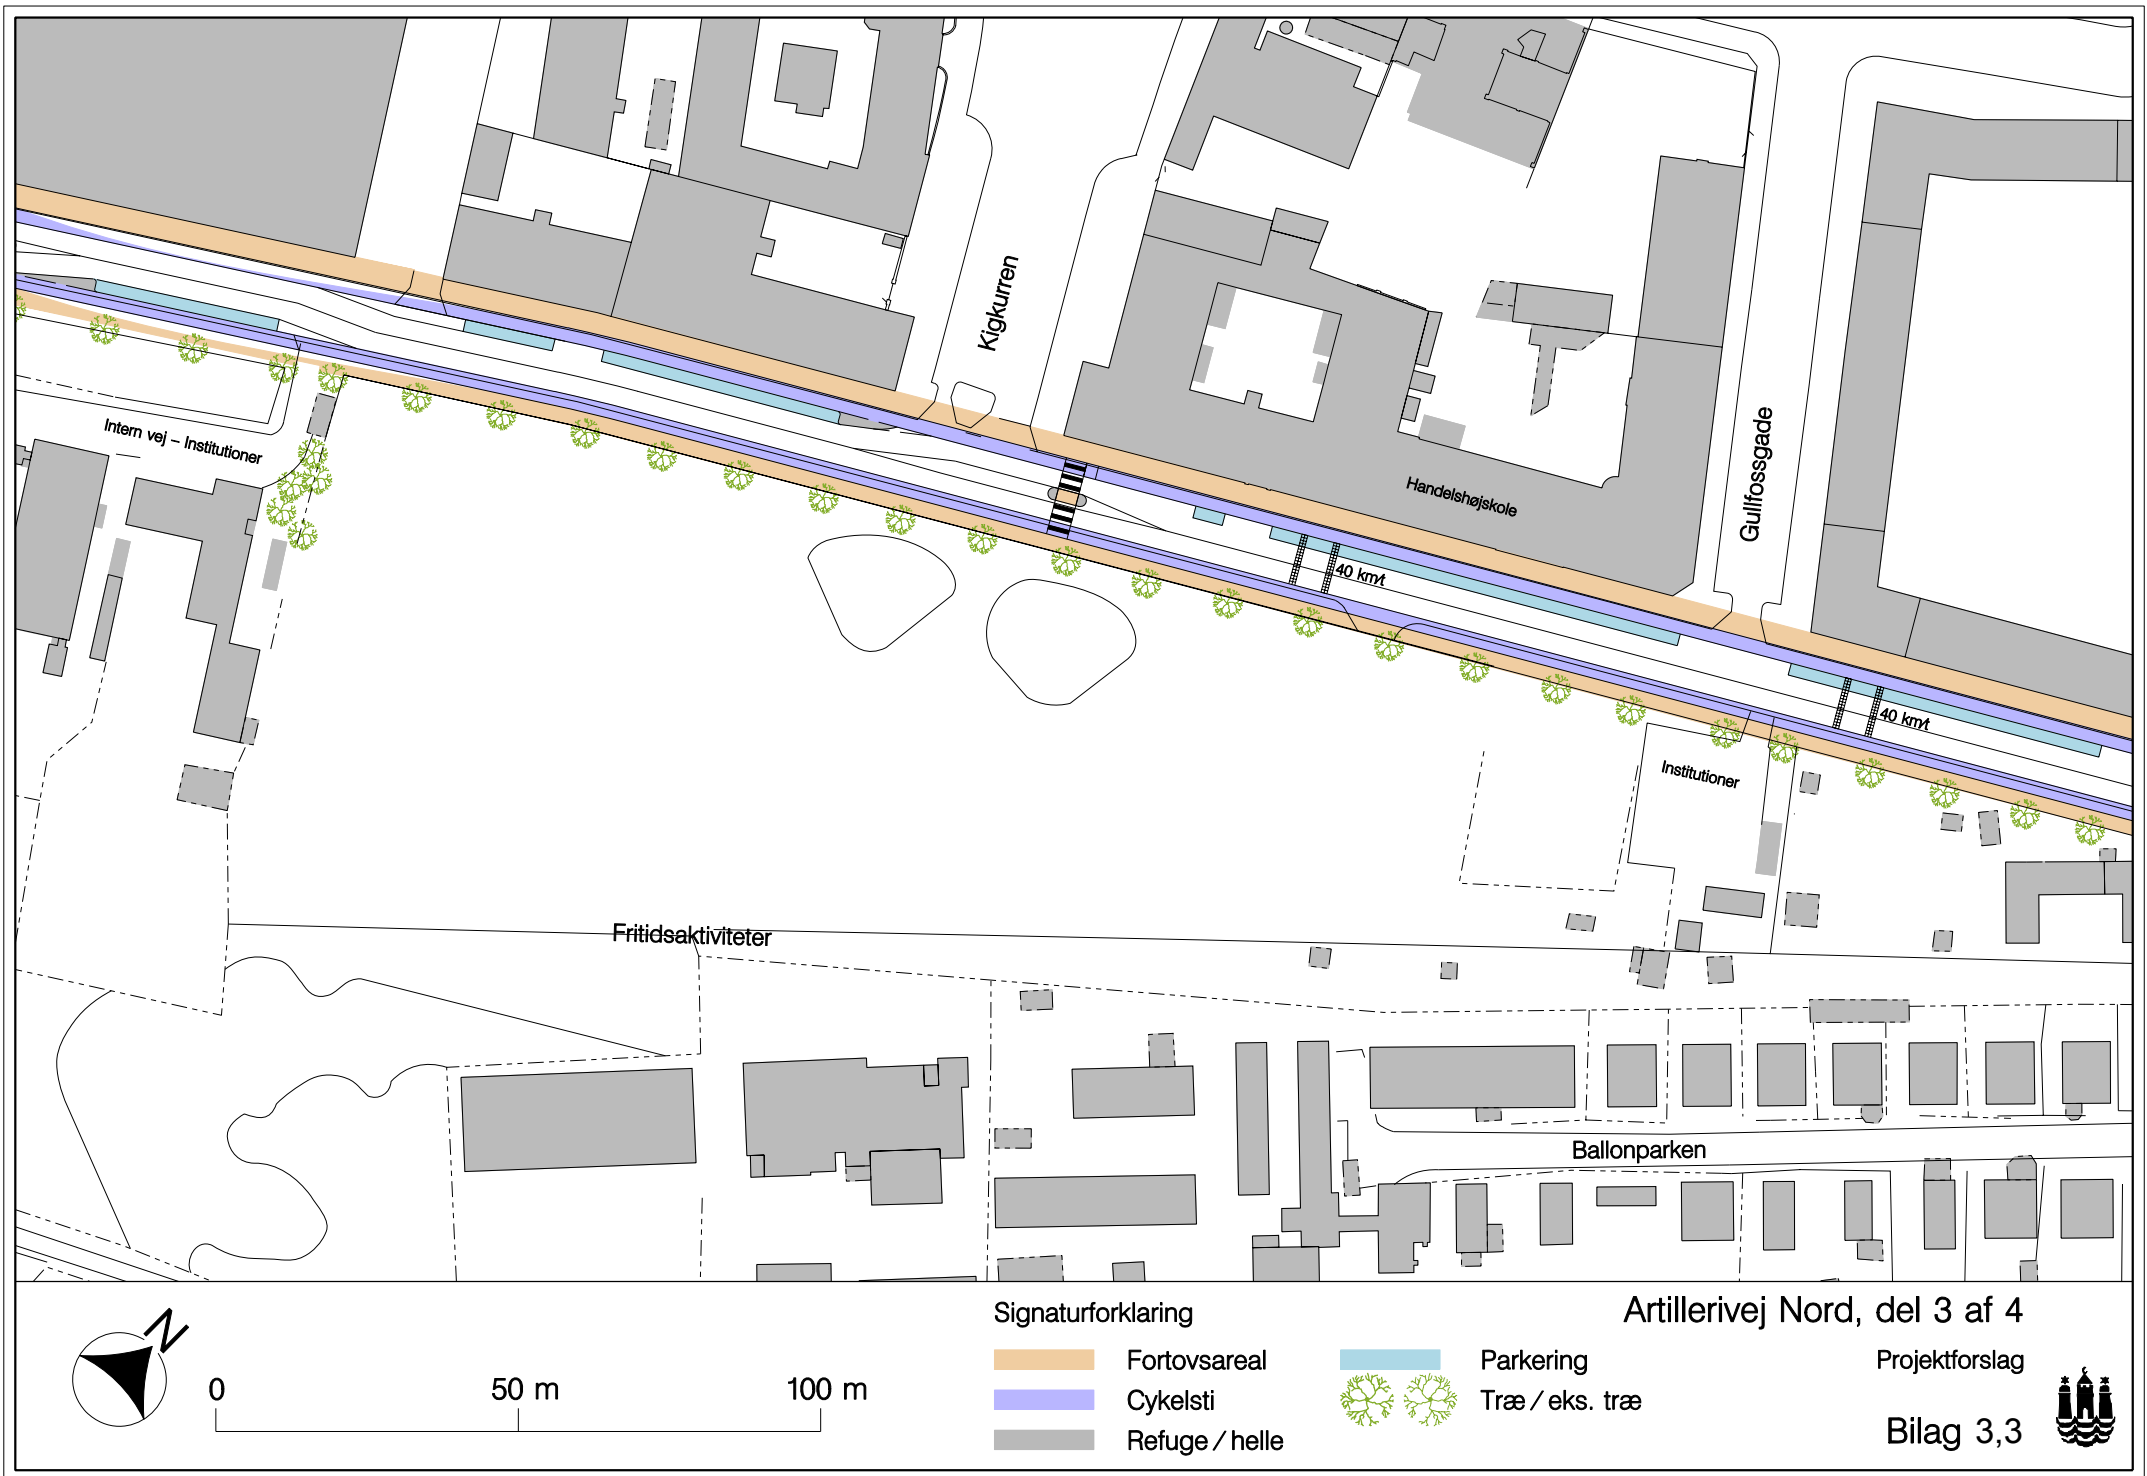 Kigkurren
Gullfossgade
Intern vej – Institutioner
Handelshøjskole
40 km/t
40 km/t
Institutioner
Fritidsaktiviteter
Ballonparken
N
0 50 m 100 m
Signaturforklaring
Fortovsareal
Cykelsti
Refuge / helle
Parkering
Træ / eks. træ
Artillerivej Nord, del 3 af 4
Projektforslag
Bilag 3,3